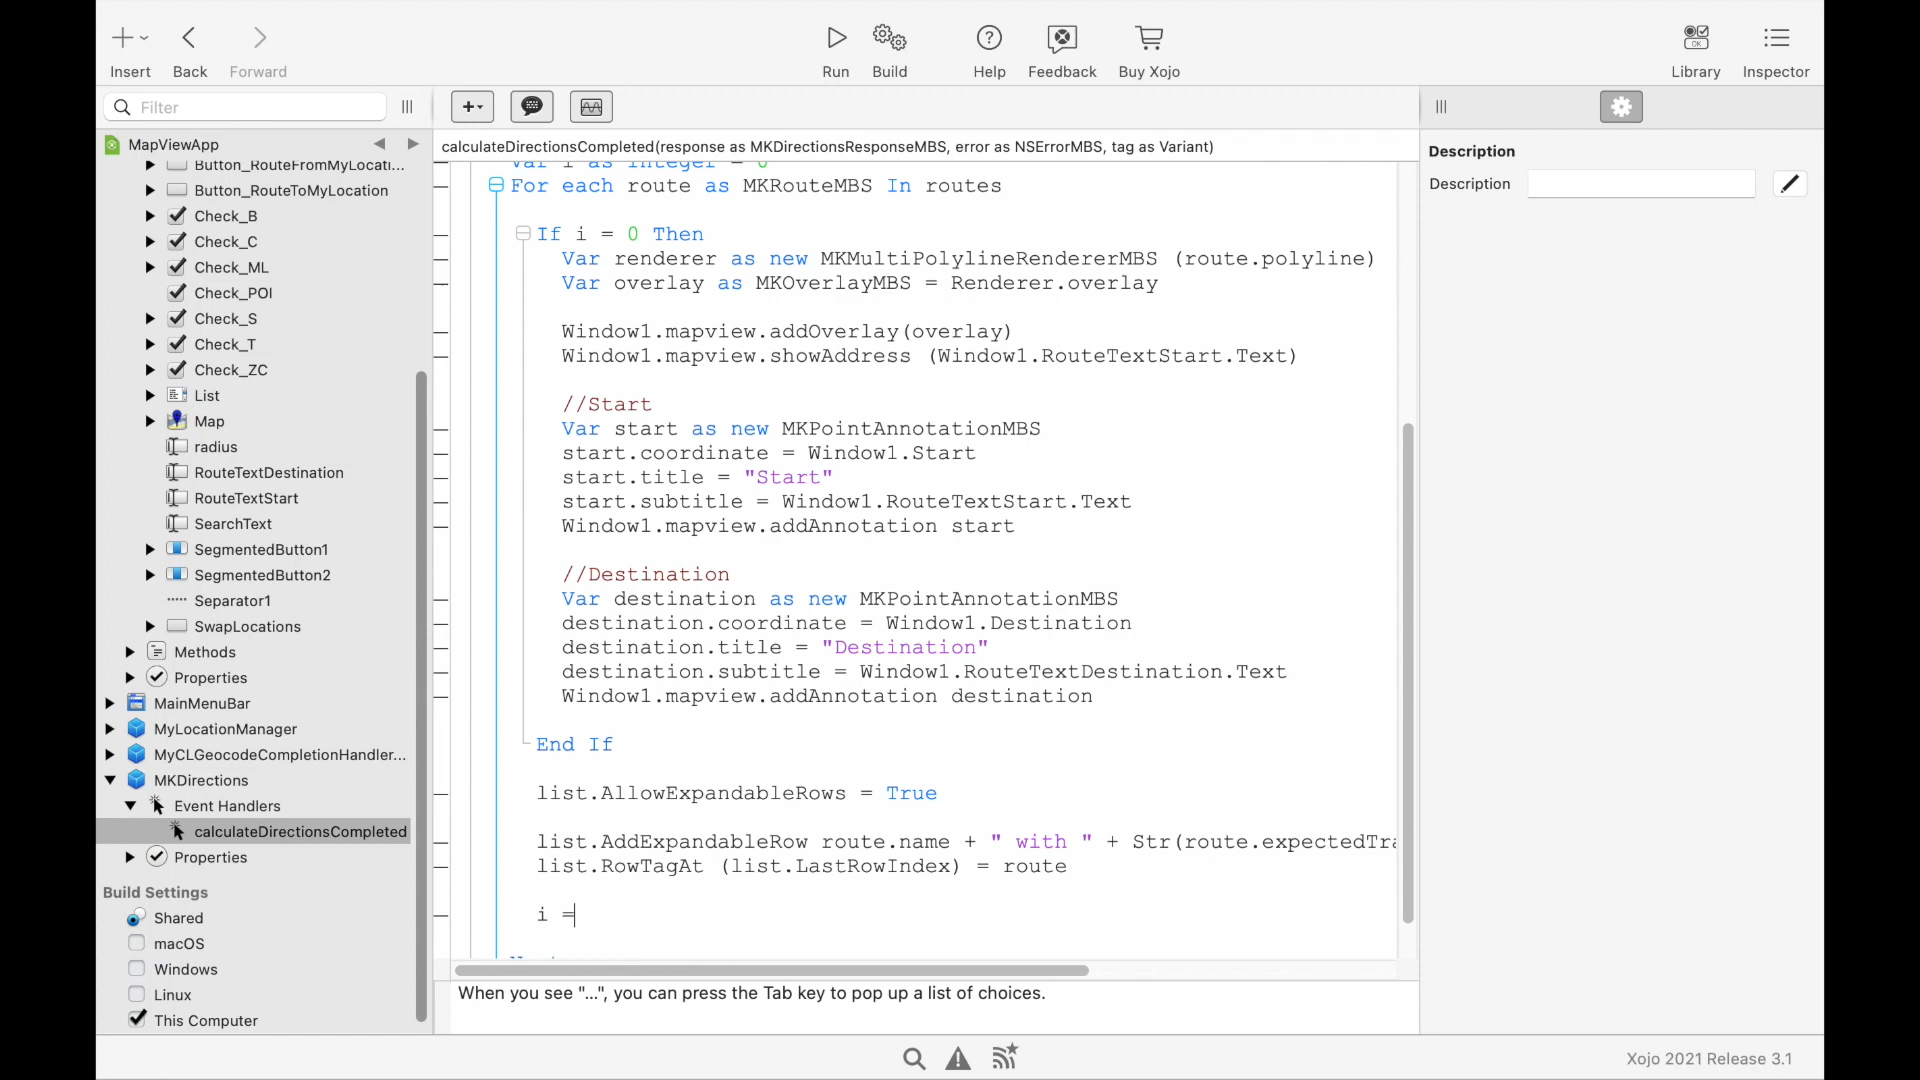 Insert
Back
Forward
Run
Build
Help
Feedback
Buy Xojo
Library
Inspector
Filter
MapViewApp
Button_RouteFromMyLocati...
Button_RouteToMyLocation
Check_B
Check_C
Check_ML
Check_POI
Check_S
Check_T
Check_ZC
List
Map
radius
RouteTextDestination
RouteTextStart
SearchText
SegmentedButton1
SegmentedButton2
Separator1
SwapLocations
Methods
Properties
MainMenuBar
MyLocationManager
MyCLGeocodeCompletionHandler...
MKDirections
Event Handlers
calculateDirectionsCompleted
Properties
Build Settings
Shared
macOS
Windows
Linux
This Computer
calculateDirectionsCompleted(response as MKDirectionsResponseMBS, error as NSErrorMBS, tag as Variant)
Var i as Integer = 0
For each route as MKRouteMBS In routes
If i = 0 Then
Var renderer as new MKMultiPolylineRendererMBS (route.polyline)
Var overlay as MKOverlayMBS = Renderer.overlay
Window1.mapview.addOverlay(overlay)
Window1.mapview.showAddress (Window1.RouteTextStart.Text)
//Start
Var start as new MKPointAnnotationMBS
start.coordinate = Window1.Start
start.title = "Start"
start.subtitle = Window1.RouteTextStart.Text
Window1.mapview.addAnnotation start
//Destination
Var destination as new MKPointAnnotationMBS
destination.coordinate = Window1.Destination
destination.title = "Destination"
destination.subtitle = Window1.RouteTextDestination.Text
Window1.mapview.addAnnotation destination
End If
list.AllowExpandableRows = True
list.AddExpandableRow route.name + " with " + Str(route.expectedTra
list.RowTagAt (list.LastRowIndex) = route
i =
When you see "...", you can press the Tab key to pop up a list of choices.
Description
Description
Xojo 2021 Release 3.1